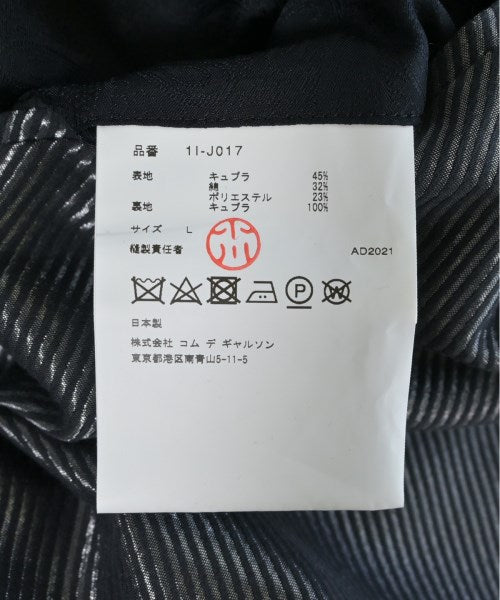 品番 1I-J017
表地 キュプラ 45%
綿 32%
ポリエステル 23%
裏地 キュプラ 100%
サイズ L
縫製責任者
AD2021
P W
日本製
株式会社 コム デ ギャルソン
東京都港区南青山5-11-5